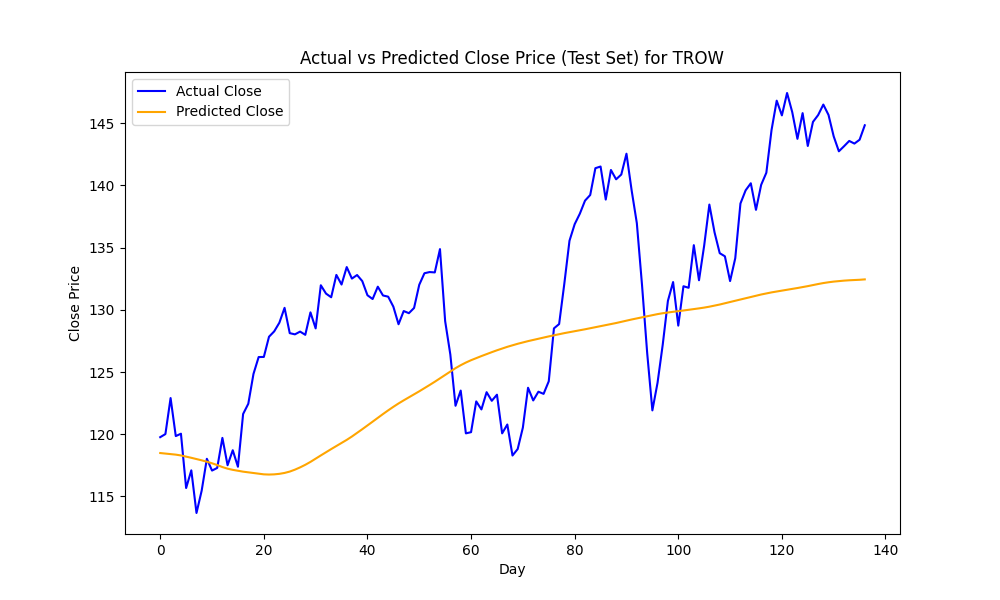 Actual vs Predicted Close Price (Test Set) for TROW
Actual Close
Predicted Close
145
140
135
130
125
120
115
Close Price
0 20 40 60 80 100 120 140
Day